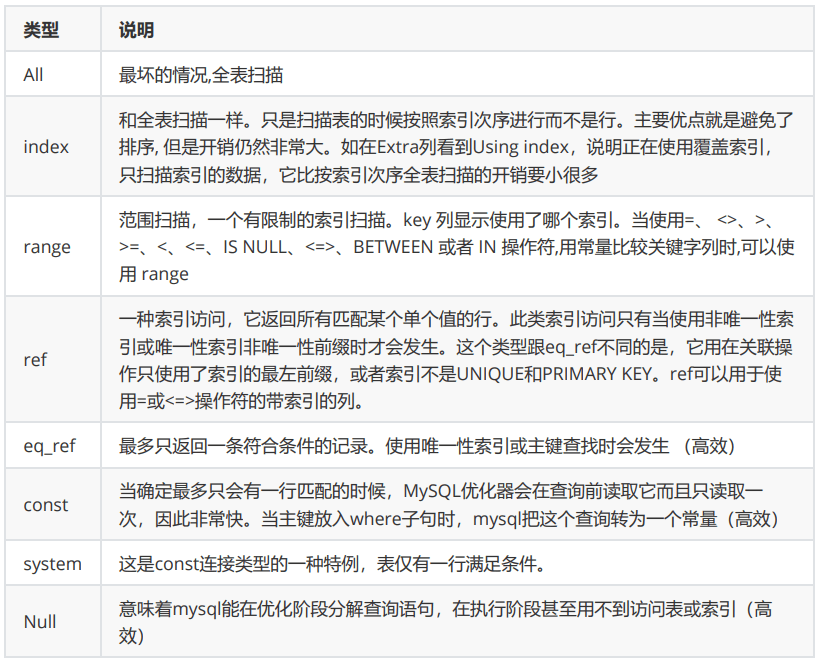 类型 说明
All 最坏的情况,全表扫描
和全表扫描一样。只是扫描表的时候按照索引次序进行而不是行。主要优点就是避免了
index 排序, 但是开销仍然非常大。如在Extra列看到Using index，说明正在使用覆盖索引，
只扫描索引的数据，它比按索引次序全表扫描的开销要小很多
范围扫描，一个有限制的索引扫描。key 列显示使用了哪个索引。当使用=、 <>、>、
range >=、<、<=、IS NULL、<=>、BETWEEN 或者 IN 操作符,用常量比较关键字列时,可以使
用 range
一种索引访问，它返回所有匹配某个单个值的行。此类索引访问只有当使用非唯一性索
引或唯一性索引非唯一性前缀时才会发生。这个类型跟eq_ref不同的是，它用在关联操
ref 作只使用了索引的最左前缀，或者索引不是UNIQUE和PRIMARY KEY。ref可以用于使
用=或<=>操作符的带索引的列。
eq_ref 最多只返回一条符合条件的记录。使用唯一性索引或主键查找时会发生 （高效）
const 当确定最多只会有一行匹配的时候，MySQL优化器会在查询前读取它而且只读取一
次，因此非常快。当主键放入where子句时，mysql把这个查询转为一个常量（高效）
system 这是const连接类型的一种特例，表仅有一行满足条件。
Null 意味着mysql能在优化阶段分解查询语句，在执行阶段甚至用不到访问表或索引（高
效）